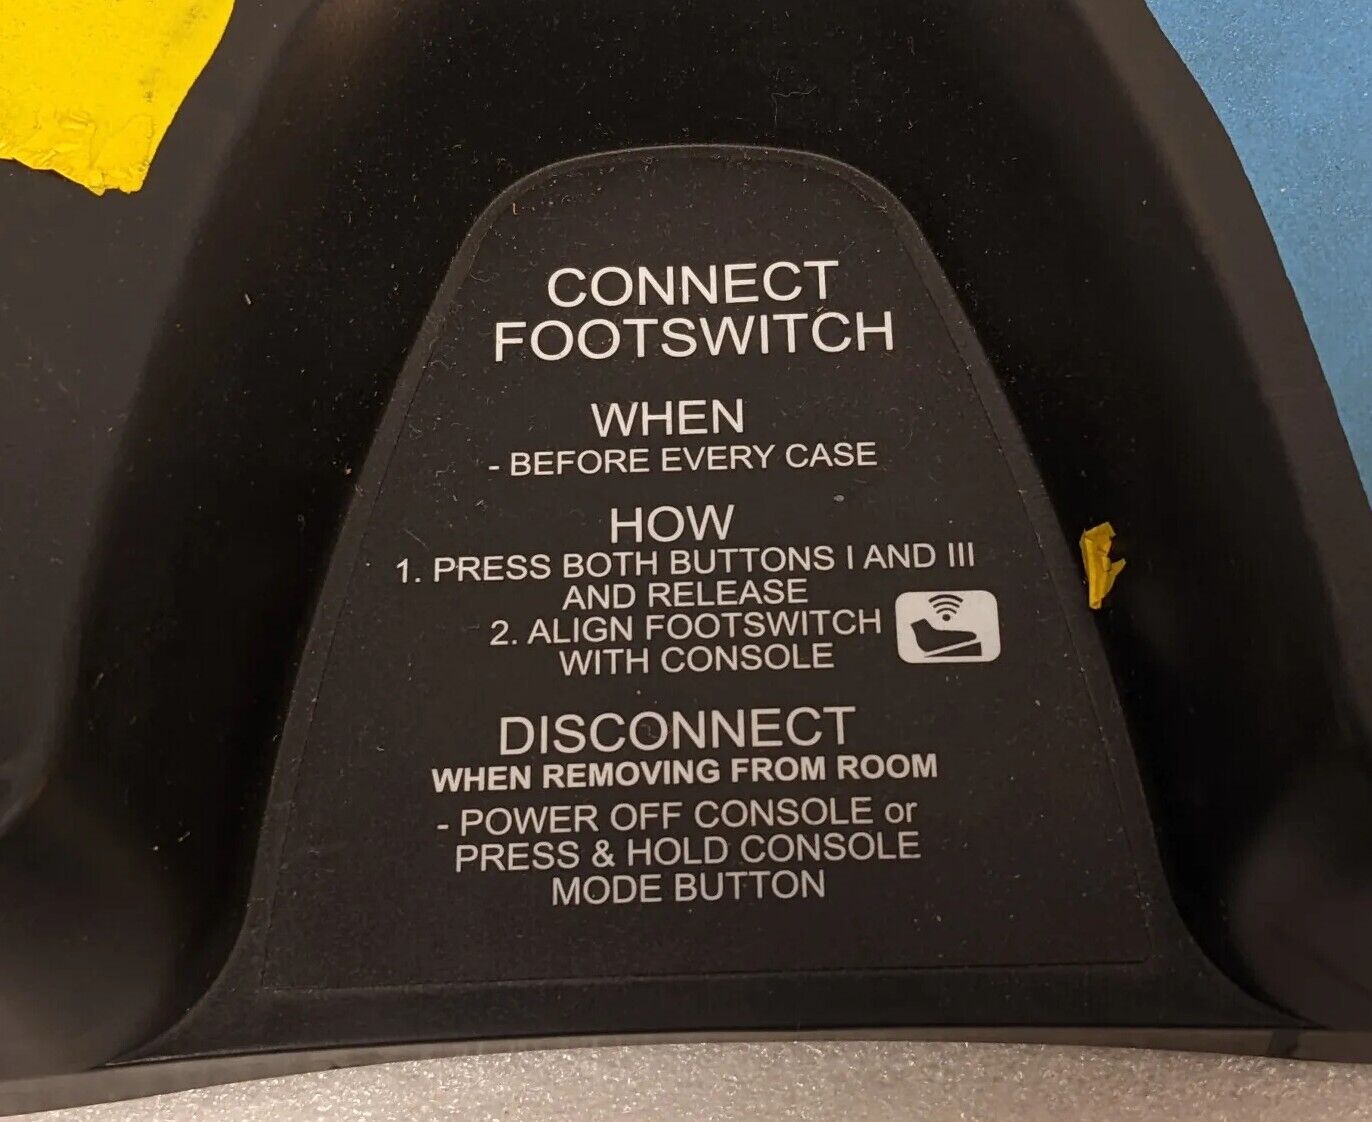 CONNECT
FOOTSWITCH
WHEN
- BEFORE EVERY CASE
HOW
1. PRESS BOTH BUTTONS I AND III
AND RELEASE
2. ALIGN FOOTSWITCH
WITH CONSOLE
DISCONNECT
WHEN REMOVING FROM ROOM
- POWER OFF CONSOLE or
PRESS & HOLD CONSOLE
MODE BUTTON